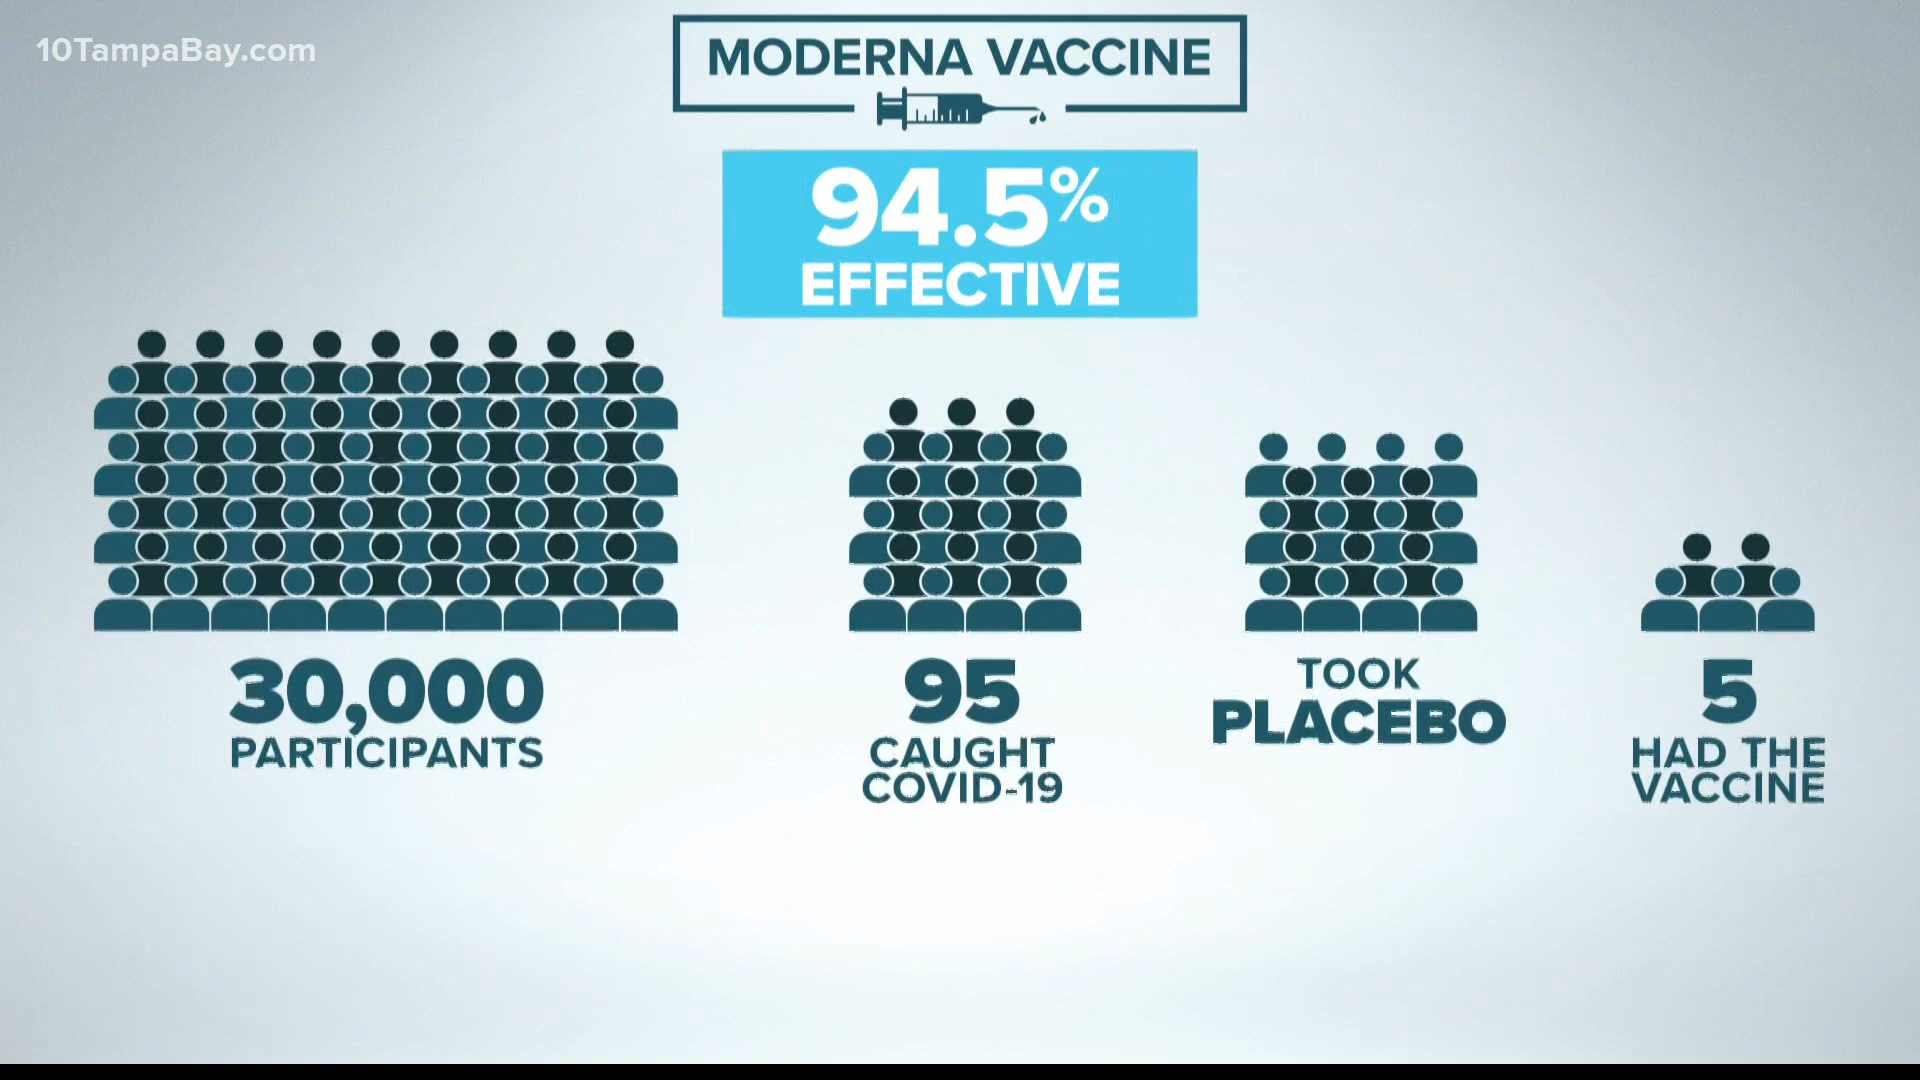 10TampaBay.com
MODERNA VACCINE
94.5%
EFFECTIVE
30,000
PARTICIPANTS
95
CAUGHT
COVID-19
TOOK
PLACEBO
5
HAD THE
VACCINE